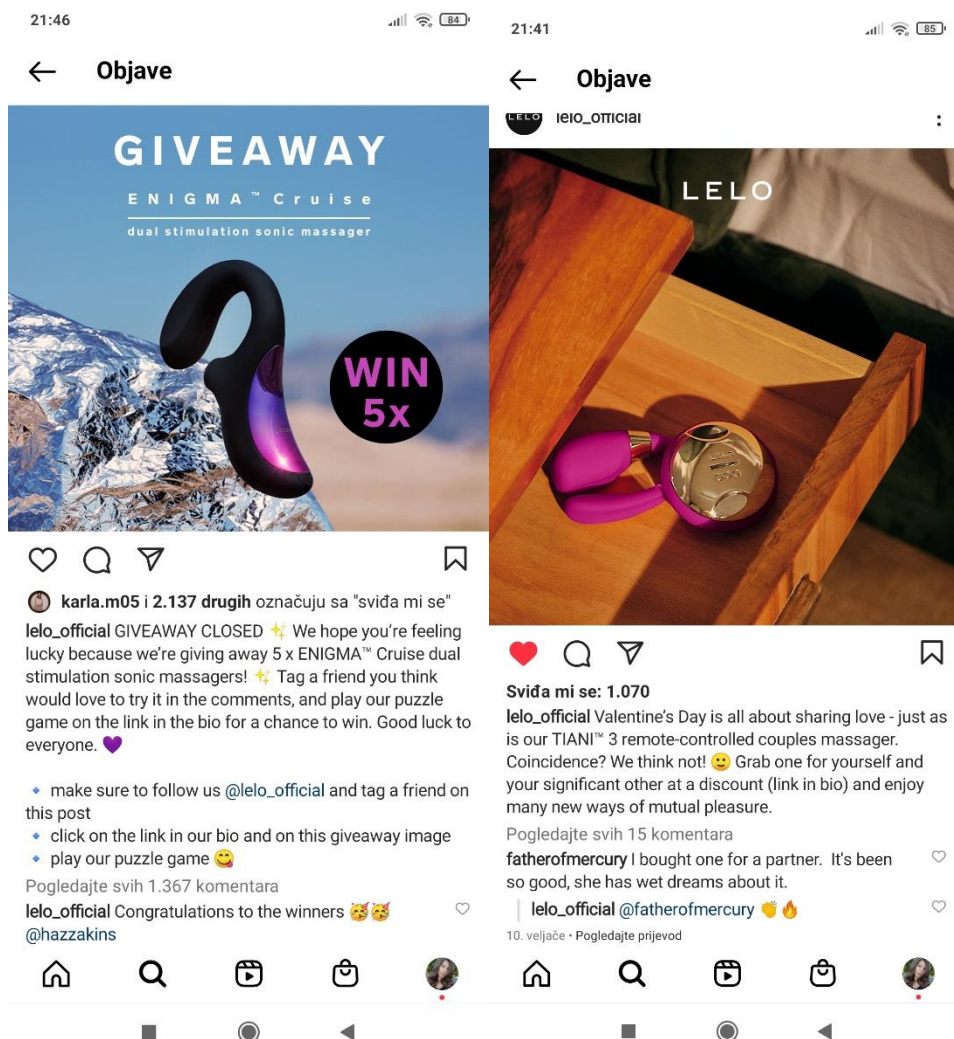 21:46
84
Objave
GIVEAWAY
ENIGMA™ Cruise
dual stimulation sonic massager
WIN
5x
karla.m05 i 2.137 drugih označuju sa "sviđa mi se"
lelo_official GIVEAWAY CLOSED ✨ We hope you're feeling
lucky because we're giving away 5 x ENIGMA™ Cruise dual
stimulation sonic massagers! ✨ Tag a friend you think
would love to try it in the comments, and play our puzzle
game on the link in the bio for a chance to win. Good luck to
everyone. 💜
🔹 make sure to follow us @lelo_official and tag a friend on
this post
🔹 click on the link in our bio and on this giveaway image
🔹 play our puzzle game 😋
Pogledajte svih 1.367 komentara
lelo_official Congratulations to the winners 🥳🥳
@hazzakins
21:41
85
Objave
LELO
lelo_official
LELO
LELO
Sviđa mi se: 1.070
lelo_official Valentine's Day is all about sharing love - just as
is our TIANI™ 3 remote-controlled couples massager.
Coincidence? We think not! 🙂 Grab one for yourself and
your significant other at a discount (link in bio) and enjoy
many new ways of mutual pleasure.
Pogledajte svih 15 komentara
fatherofmercury I bought one for a partner. It's been
so good, she has wet dreams about it.
lelo_official @fatherofmercury 👏🔥
10. veljače • Pogledajte prijevod